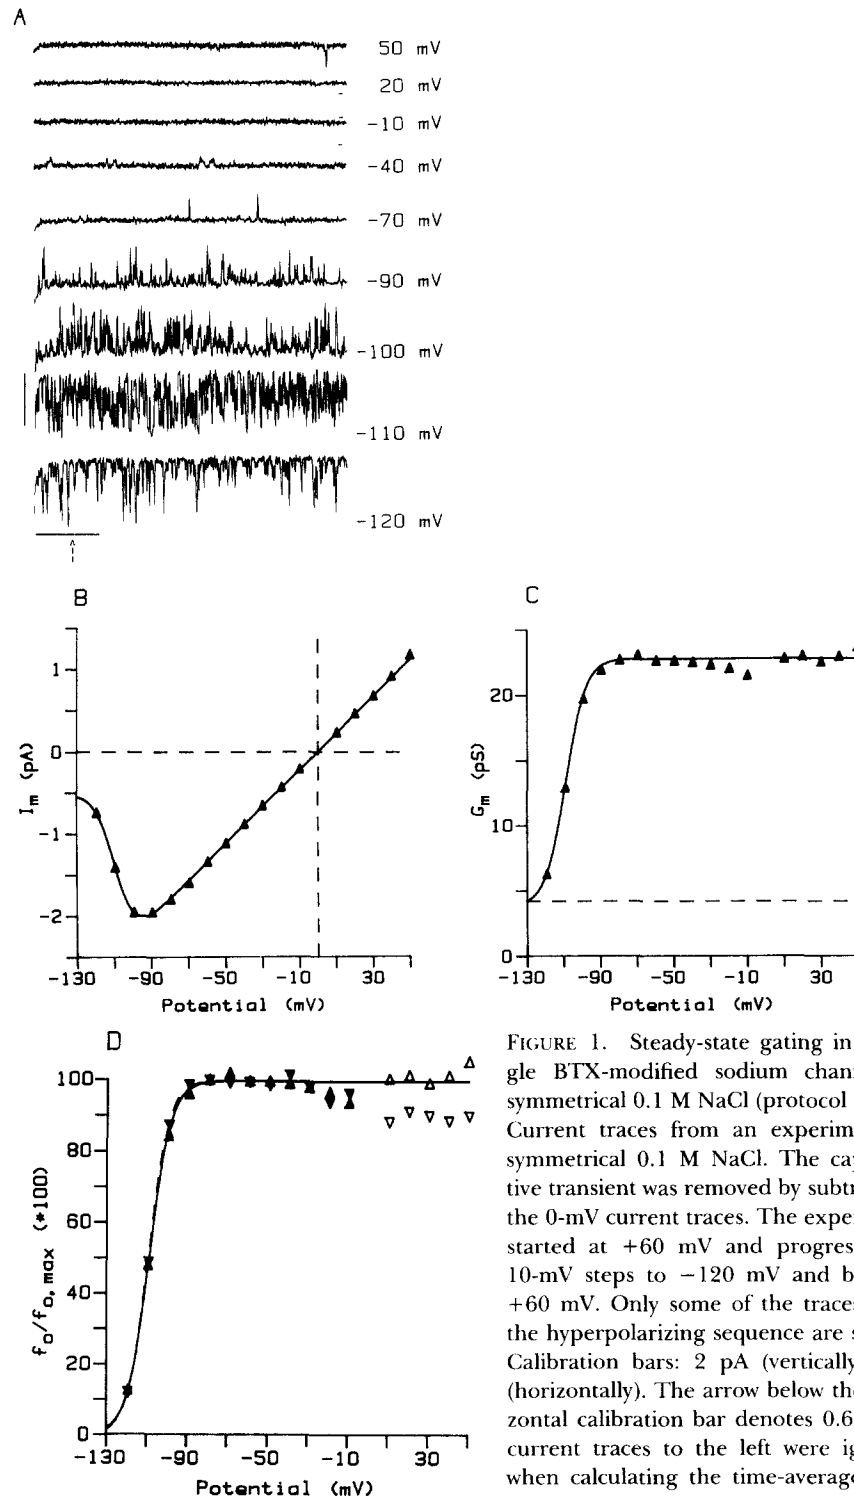 A
50 mV
20 mV
-10 mV
-40 mV
-70 mV
-90 mV
-100 mV
-110 mV
-120 mV
B
1
0
-1
-2
I_m (pA)
-130 -90 -50 -10 30
Potential (mV)
C
20
10
0
G_m (pS)
-130 -90 -50 -10 30
Potential (mV)
D
100
80
60
40
20
0
f_o/f_o,max (*100)
-130 -90 -50 -10 30
Potential (mV)
FIGURE 1. Steady-state gating in
gle BTX-modified sodium chan
symmetrical 0.1 M NaCl (protocol
Current traces from an experim
symmetrical 0.1 M NaCl. The cap
tive transient was removed by subtr
the 0-mV current traces. The exper
started at +60 mV and progres
10-mV steps to −120 mV and b
+60 mV. Only some of the trace
the hyperpolarizing sequence are s
Calibration bars: 2 pA (vertically
(horizontally). The arrow below the
zontal calibration bar denotes 0.6
current traces to the left were ig
when calculating the time-average